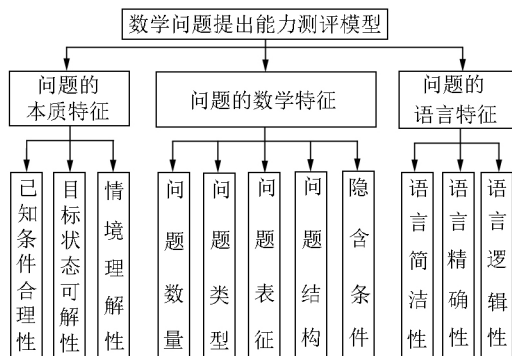 数学问题提出能力测评模型
问题的
本质特征
问题的数学特征
问题的
语言特征
已知条件合理性
目标状态可解性
情境理解性
问题数量
问题类型
问题表征
问题结构
隐含条件
语言简洁性
语言精确性
语言逻辑性